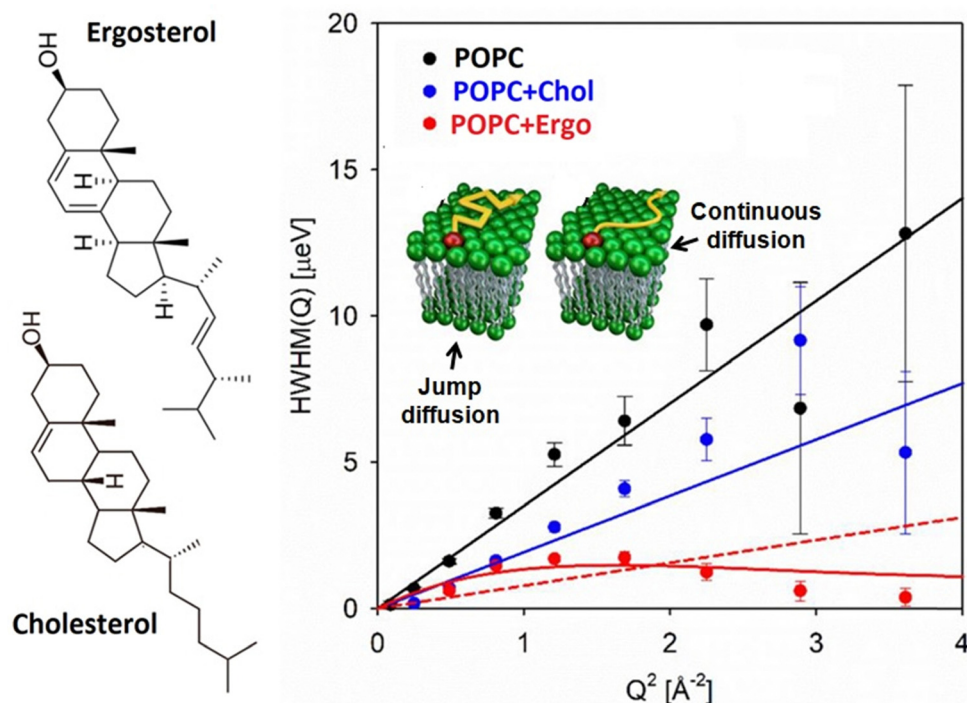 Ergosterol
OH
H
H
H
H
OH
H
Cholesterol
20
15
10
5
0
HWHM(Q) [µeV]
POPC
POPC+Chol
POPC+Ergo
Continuous
diffusion
Jump
diffusion
0
1
2
3
4
Q² [Å⁻²]